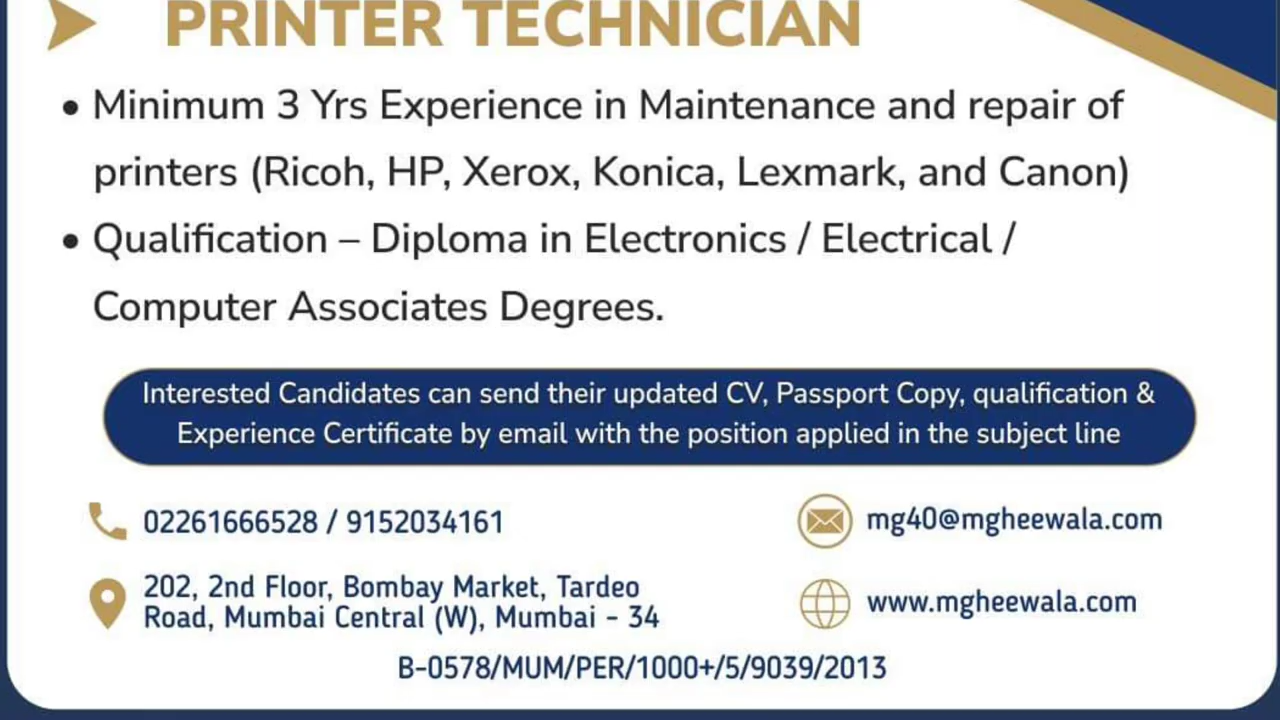 PRINTER TECHNICIAN
• Minimum 3 Yrs Experience in Maintenance and repair of
printers (Ricoh, HP, Xerox, Konica, Lexmark, and Canon)
• Qualification – Diploma in Electronics / Electrical /
Computer Associates Degrees.
Interested Candidates can send their updated CV, Passport Copy, qualification &
Experience Certificate by email with the position applied in the subject line
02261666528 / 9152034161
mg40@mgheewala.com
202, 2nd Floor, Bombay Market, Tardeo
Road, Mumbai Central (W), Mumbai - 34
www.mgheewala.com
B-0578/MUM/PER/1000+/5/9039/2013